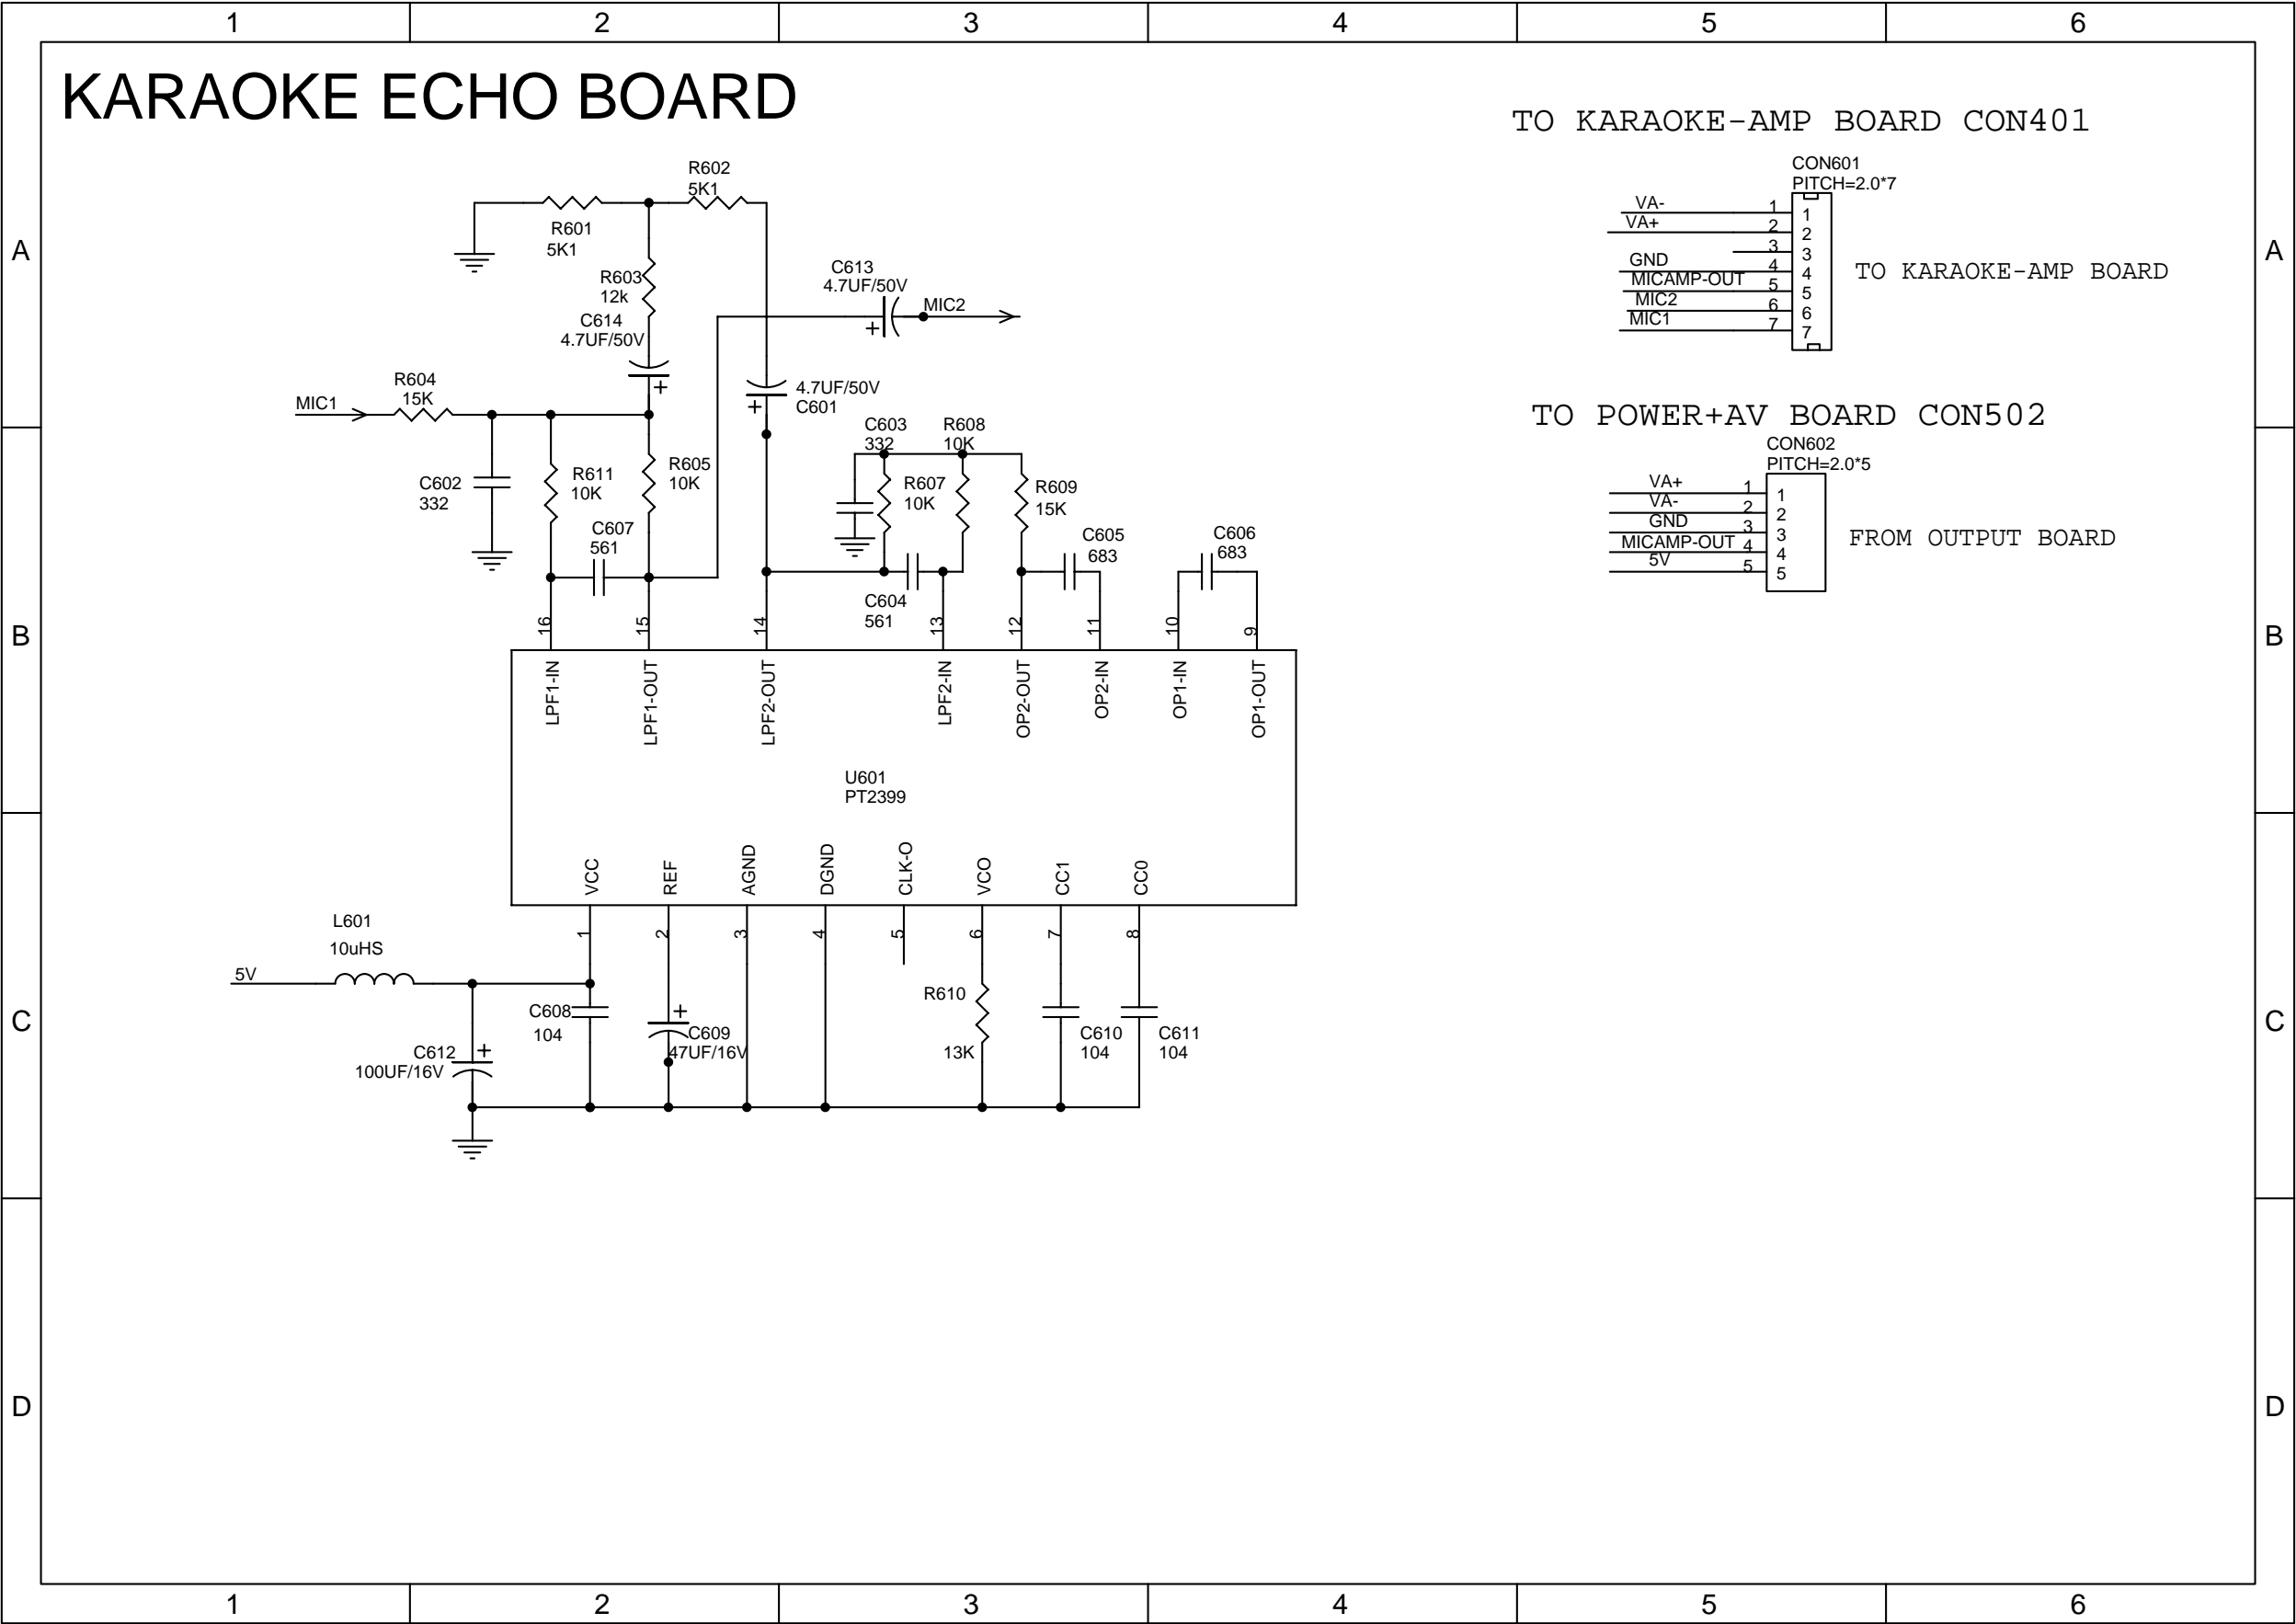 1 2 3 4 5 6
KARAOKE ECHO BOARD
TO KARAOKE-AMP BOARD CON401
CON601
PITCH=2.0*7
VA- 1 1
VA+ 2 2
3 3
GND 4 4
MICAMP-OUT 5 5
MIC2 6 6
MIC1 7 7
TO KARAOKE-AMP BOARD
A A
R602
5K1
R601
5K1
R603
12k
C614
4.7UF/50V
+
C613
4.7UF/50V
+
MIC2
MIC1
R604
15K
4.7UF/50V
C601
+
TO POWER+AV BOARD CON502
CON602
PITCH=2.0*5
VA+ 1 1
VA- 2 2
GND 3 3
MICAMP-OUT 4 4
5V 5 5
FROM OUTPUT BOARD
C602
332
R611
10K
R605
10K
C607
561
C603
332
R608
10K
R607
10K
R609
15K
C604
561
C605
683
C606
683
B B
16 15 14 13 12 11 10 9
LPF1-IN
LPF1-OUT
LPF2-OUT
LPF2-IN
OP2-OUT
OP2-IN
OP1-IN
OP1-OUT
U601
PT2399
VCC
REF
AGND
DGND
CLK-O
VCO
CC1
CC0
1 2 3 4 5 6 7 8
C C
L601
10uHS
5V
C608
104
C612
100UF/16V
+
C609
47UF/16V
+
R610
13K
C610
104
C611
104
D D
1 2 3 4 5 6